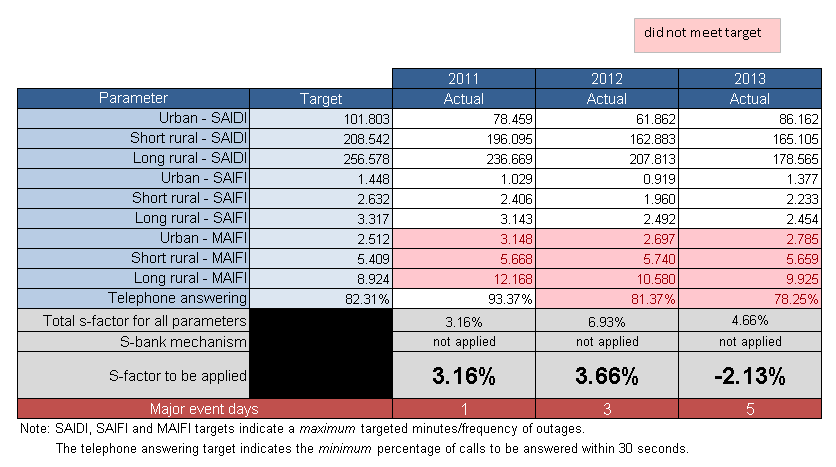 did not meet target
2011 2012 2013
Parameter Target Actual Actual Actual
Urban - SAIDI 101.803 78.459 61.862 86.162
Short rural - SAIDI 208.542 196.095 162.883 165.105
Long rural - SAIDI 256.578 236.669 207.813 178.565
Urban - SAIFI 1.448 1.029 0.919 1.377
Short rural - SAIFI 2.632 2.406 1.960 2.233
Long rural - SAIFI 3.317 3.143 2.492 2.454
Urban - MAIFI 2.512 3.148 2.697 2.785
Short rural - MAIFI 5.409 5.668 5.740 5.659
Long rural - MAIFI 8.924 12.168 10.580 9.925
Telephone answering 82.31% 93.37% 81.37% 78.25%
Total s-factor for all parameters 3.16% 6.93% 4.66%
S-bank mechanism not applied not applied not applied
S-factor to be applied 3.16% 3.66% -2.13%
Major event days 1 3 5
Note: SAIDI, SAIFI and MAIFI targets indicate a maximum targeted minutes/frequency of outages.
The telephone answering target indicates the minimum percentage of calls to be answered within 30 seconds.